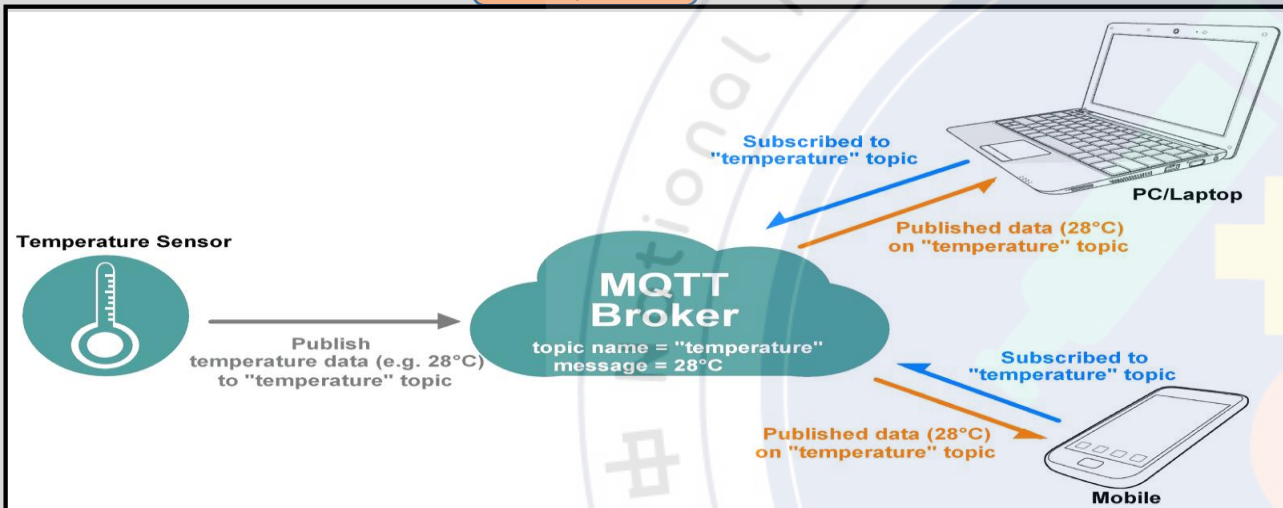 Subscribed to
"temperature" topic
PC/Laptop
Published data (28°C)
on "temperature" topic
Temperature Sensor
MQTT
Broker
topic name = "temperature"
message = 28°C
Publish
temperature data (e.g. 28°C)
to "temperature" topic
Subscribed to
"temperature" topic
Published data (28°C)
on "temperature" topic
Mobile
National
中